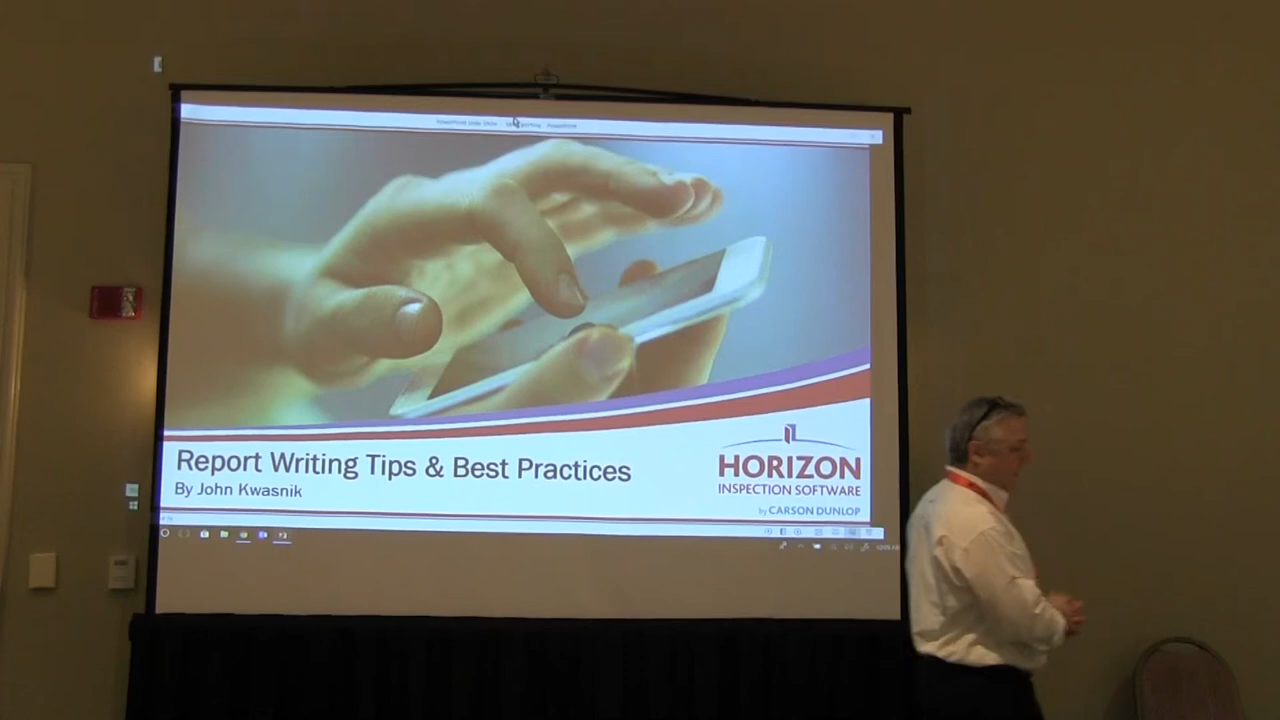 Report Writing Tips & Best Practices
By John Kwasnik
HORIZON
INSPECTION SOFTWARE
by CARSON DUNLOP